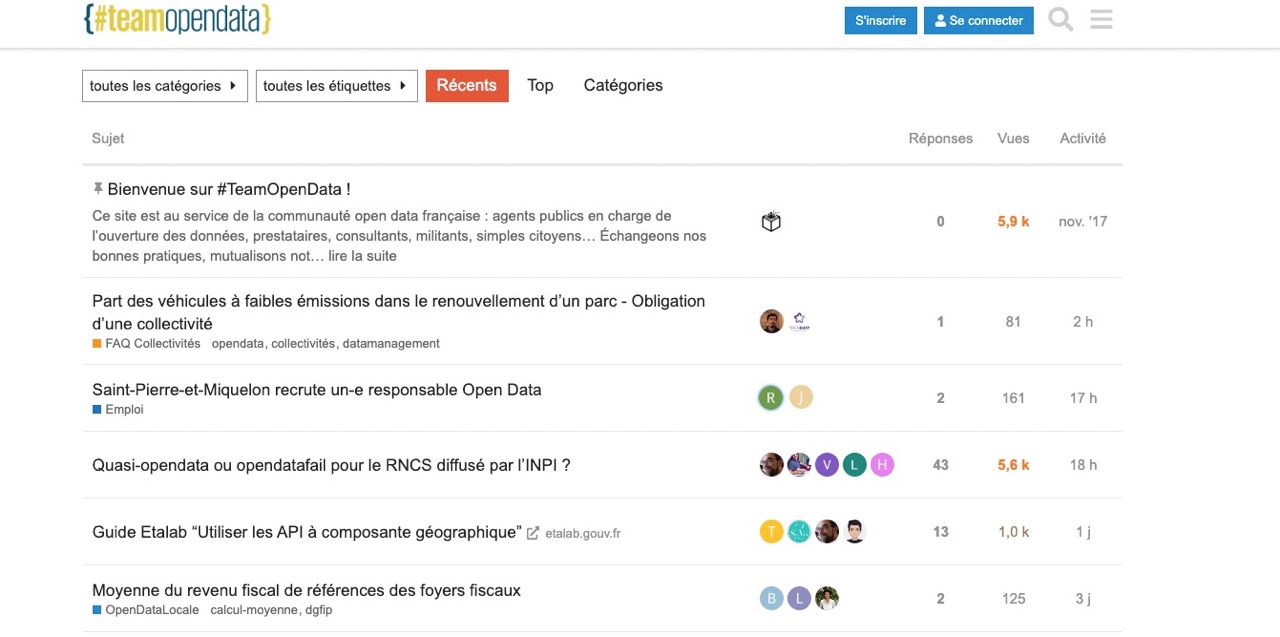 {#teamopendata}
S'inscrire
Se connecter
toutes les catégories
toutes les étiquettes
Récents
Top
Catégories
Sujet
Réponses
Vues
Activité
Bienvenue sur #TeamOpenData !
Ce site est au service de la communauté open data française : agents publics en charge de
l’ouverture des données, prestataires, consultants, militants, simples citoyens… Échangeons nos
bonnes pratiques, mutualisons not… lire la suite
0
5,9 k
nov. '17
Part des véhicules à faibles émissions dans le renouvellement d’un parc - Obligation
d’une collectivité
FAQ Collectivités opendata, collectivités, datamanagement
1
81
2 h
Saint-Pierre-et-Miquelon recrute un-e responsable Open Data
Emploi
R
J
2
161
17 h
Quasi-opendata ou opendatafail pour le RNCS diffusé par l’INPI ?
V
L
H
43
5,6 k
18 h
Guide Etalab “Utiliser les API à composante géographique” etalab.gouv.fr
T
13
1,0 k
1 j
Moyenne du revenu fiscal de références des foyers fiscaux
OpenDataLocale calcul-moyenne, dgfip
B
L
2
125
3 j